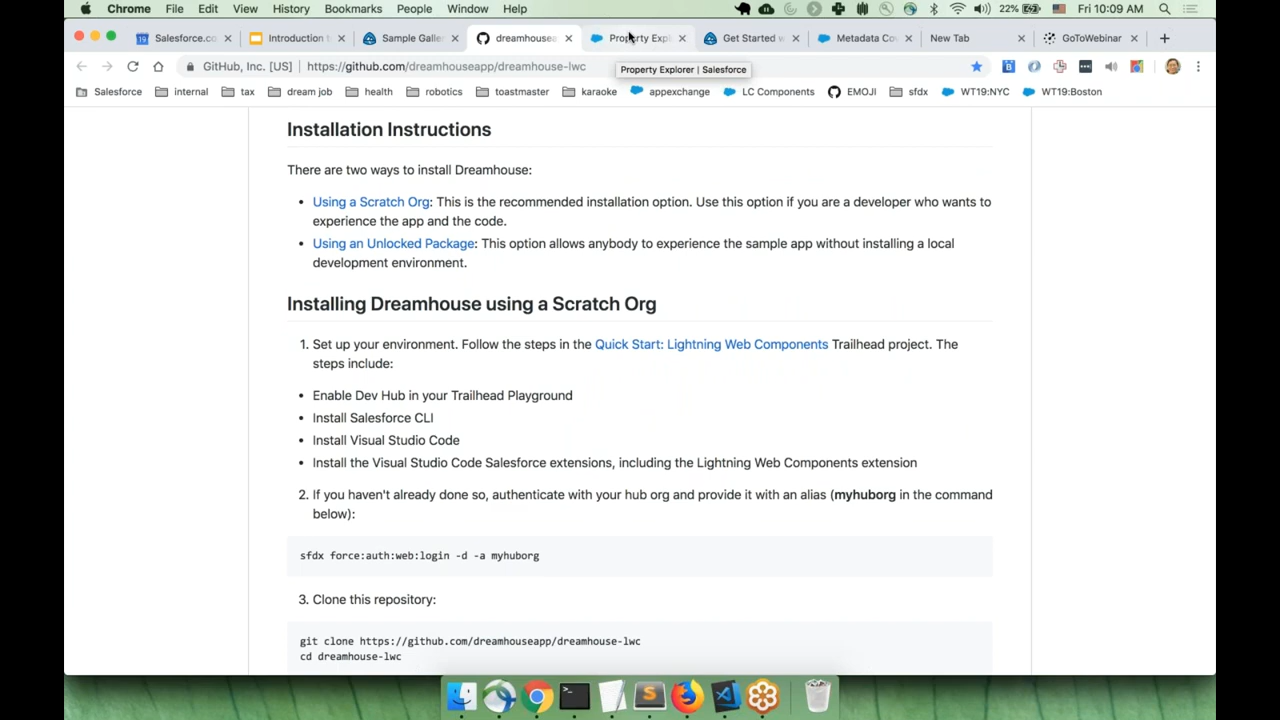 Chrome File Edit View History Bookmarks People Window Help 22% Fri 10:09 AM
Salesforce.co Introduction t Sample Galle dreamhousea Property Expl Get Started w Metadata Cov New Tab GoToWebinar
GitHub, Inc. [US] https://github.com/dreamhouseapp/dreamhouse-lwc
Property Explorer | Salesforce
Salesforce internal tax dream job health robotics toastmaster karaoke appexchange LC Components EMOJI sfdx WT19:NYC WT19:Boston
Installation Instructions
There are two ways to install Dreamhouse:
• Using a Scratch Org: This is the recommended installation option. Use this option if you are a developer who wants to
experience the app and the code.
• Using an Unlocked Package: This option allows anybody to experience the sample app without installing a local
development environment.
Installing Dreamhouse using a Scratch Org
1. Set up your environment. Follow the steps in the Quick Start: Lightning Web Components Trailhead project. The
steps include:
• Enable Dev Hub in your Trailhead Playground
• Install Salesforce CLI
• Install Visual Studio Code
• Install the Visual Studio Code Salesforce extensions, including the Lightning Web Components extension
2. If you haven't already done so, authenticate with your hub org and provide it with an alias (myhuborg in the command
below):
sfdx force:auth:web:login -d -a myhuborg
3. Clone this repository:
git clone https://github.com/dreamhouseapp/dreamhouse-lwc
cd dreamhouse-lwc